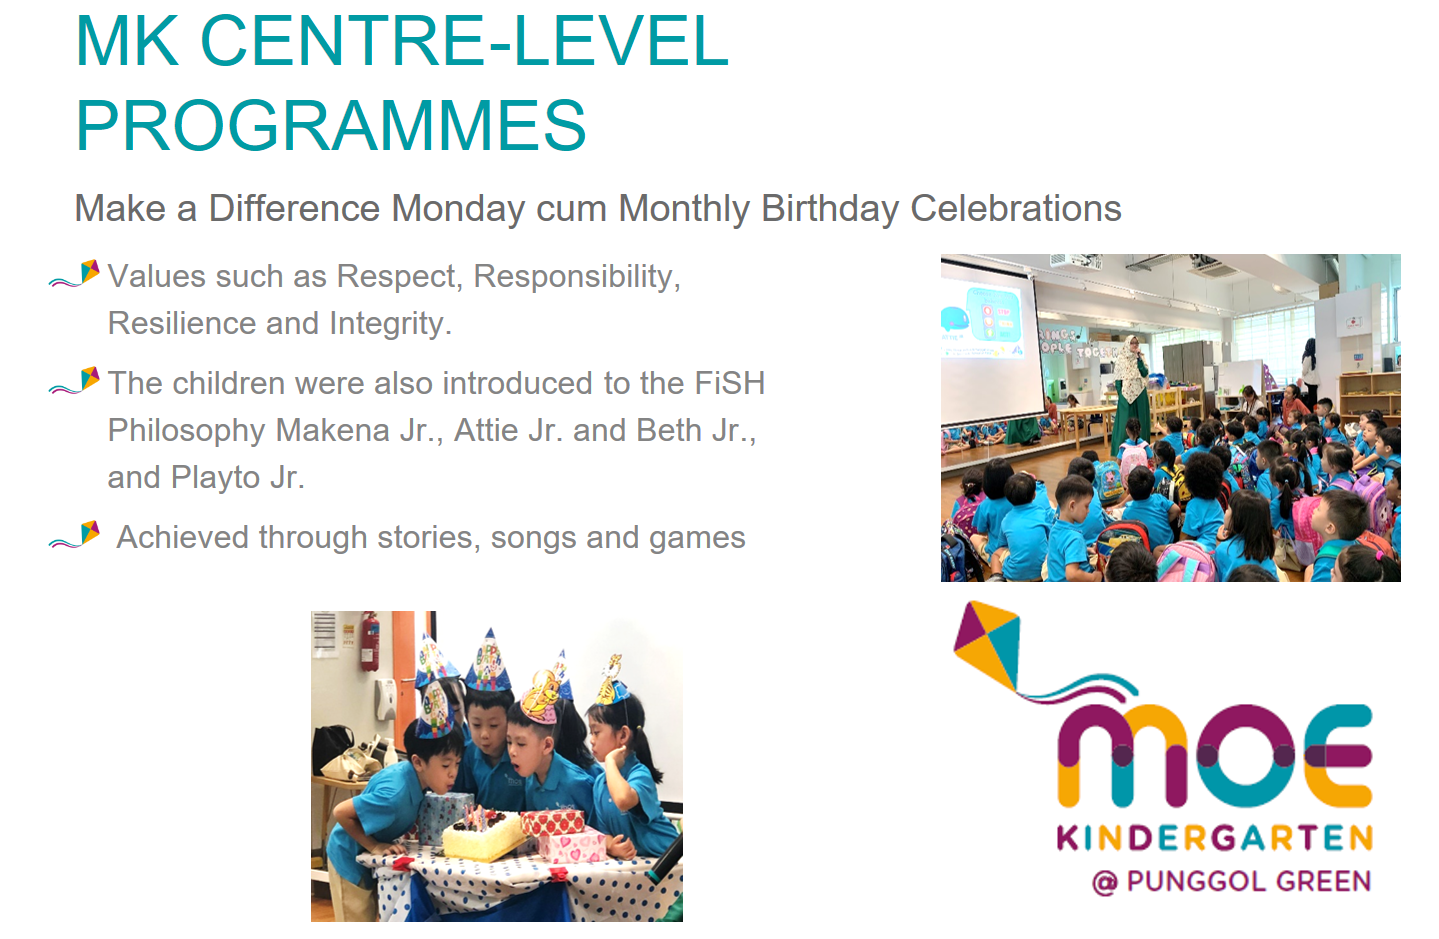 MK CENTRE-LEVEL
PROGRAMMES
Make a Difference Monday cum Monthly Birthday Celebrations
Values such as Respect, Responsibility,
Resilience and Integrity.
The children were also introduced to the FiSH
Philosophy Makena Jr., Attie Jr. and Beth Jr.,
and Playto Jr.
Achieved through stories, songs and games
moe
KINDERGARTEN
@ PUNGGOL GREEN